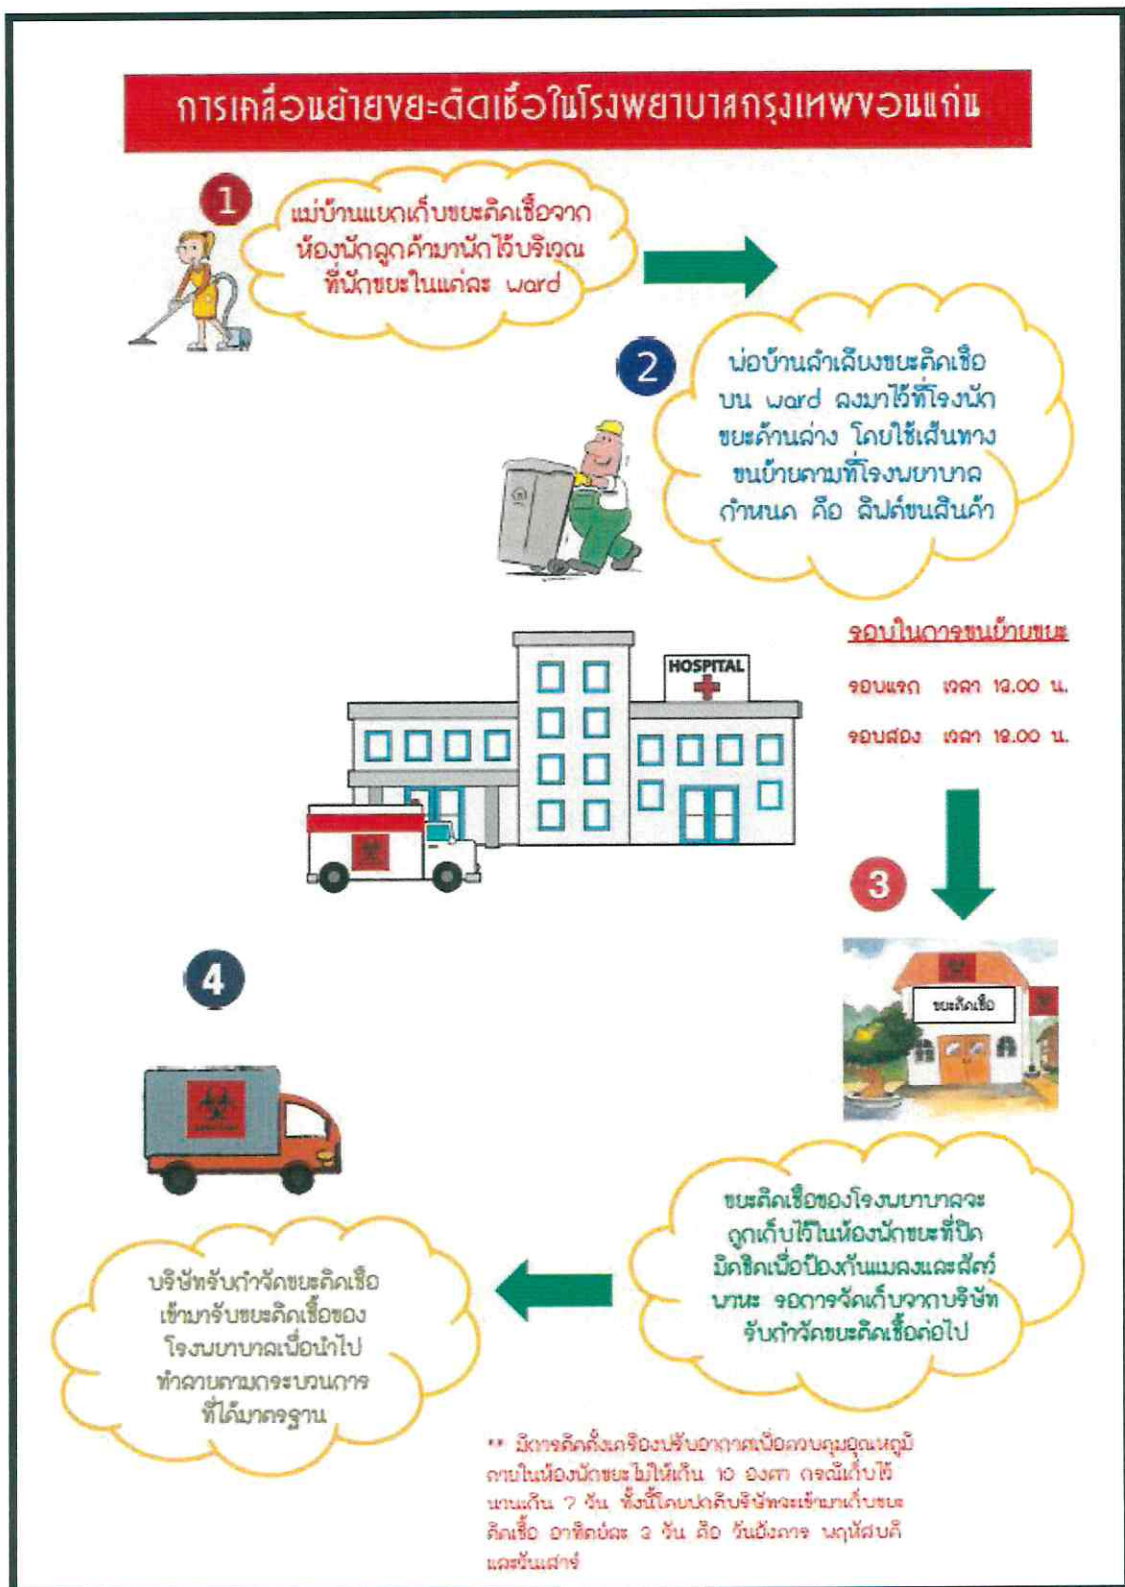 การเคลื่อนย้ายขยะติดเชื้อในโรงพยาบาลกรุงเทพขอนแก่น
1
แม่บ้านแยกเก็บขยะติดเชื้อจาก
ห้องพักลูกค้ามาพักไว้บริเวณ
ที่พักขยะในแต่ละ ward
2
พ่อบ้านลำเลียงขยะติดเชื้อ
บน ward ลงมาไว้ที่โรงพัก
ขยะด้านล่าง โดยใช้เส้นทาง
ขนย้ายตามที่โรงพยาบาล
กำหนด คือ ลิฟต์ขนสินค้า
รอบในการขนย้ายขยะ
รอบแรก เวลา
รอบสอง เวลา
HOSPITAL
3
ขยะติดเชื้อ
4
ขยะติดเชื้อของโรงพยาบาลจะ
ถูกเก็บไว้ในห้องพักขยะที่ปิด
มิดชิดเพื่อป้องกันแมลงและสัตว์
พาหะ รอการจัดเก็บจากบริษัท
รับกำจัดขยะติดเชื้อต่อไป
บริษัทรับกำจัดขยะติดเชื้อ
เข้ามารับขยะติดเชื้อของ
โรงพยาบาลเพื่อนำไป
ทำลายตามกระบวนการ
ที่ได้มาตรฐาน
** มีการติดตั้งเครื่องปรับอากาศเพื่อควบคุมอุณหภูมิ
ภายในห้องพักขยะไม่ให้เกิน 10 องศา กรณีเก็บไว้
นานเกิน 7 วัน ทั้งนี้โดยปกติบริษัทจะเข้ามาเก็บขยะ
ติดเชื้อ อาทิตย์ละ 3 วัน คือ วันอังคาร พฤหัสบดี
และวันเสาร์